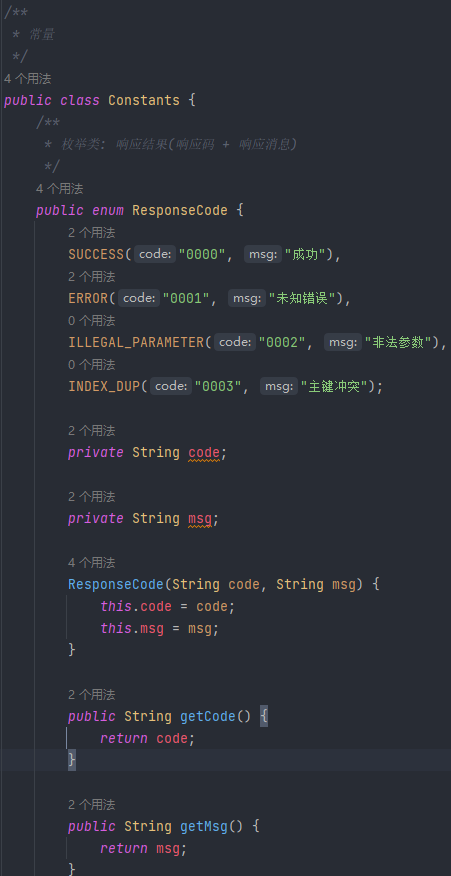 /**
 * 常量
 */
4 个用法
public class Constants {
    /**
     * 枚举类: 响应结果(响应码 + 响应消息)
     */
    4 个用法
    public enum ResponseCode {
        2 个用法
        SUCCESS( code: "0000", msg: "成功"),
        2 个用法
        ERROR( code: "0001", msg: "未知错误"),
        0 个用法
        ILLEGAL_PARAMETER( code: "0002", msg: "非法参数"),
        0 个用法
        INDEX_DUP( code: "0003", msg: "主键冲突");
        2 个用法
        private String code;
        2 个用法
        private String msg;
        4 个用法
        ResponseCode(String code, String msg) {
            this.code = code;
            this.msg = msg;
        }
        2 个用法
        public String getCode() {
            return code;
        }
        2 个用法
        public String getMsg() {
            return msg;
        }